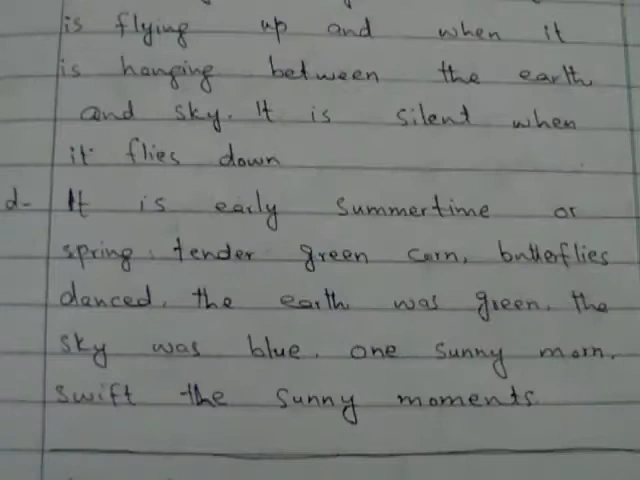 is flying up and when it
is hanging between the earth
and sky. It is silent when
it flies down
d- It is early summertime or
spring. tender green corn, butterflies
danced. the earth was green. the
sky was blue. one sunny morn.
swift the sunny moments.